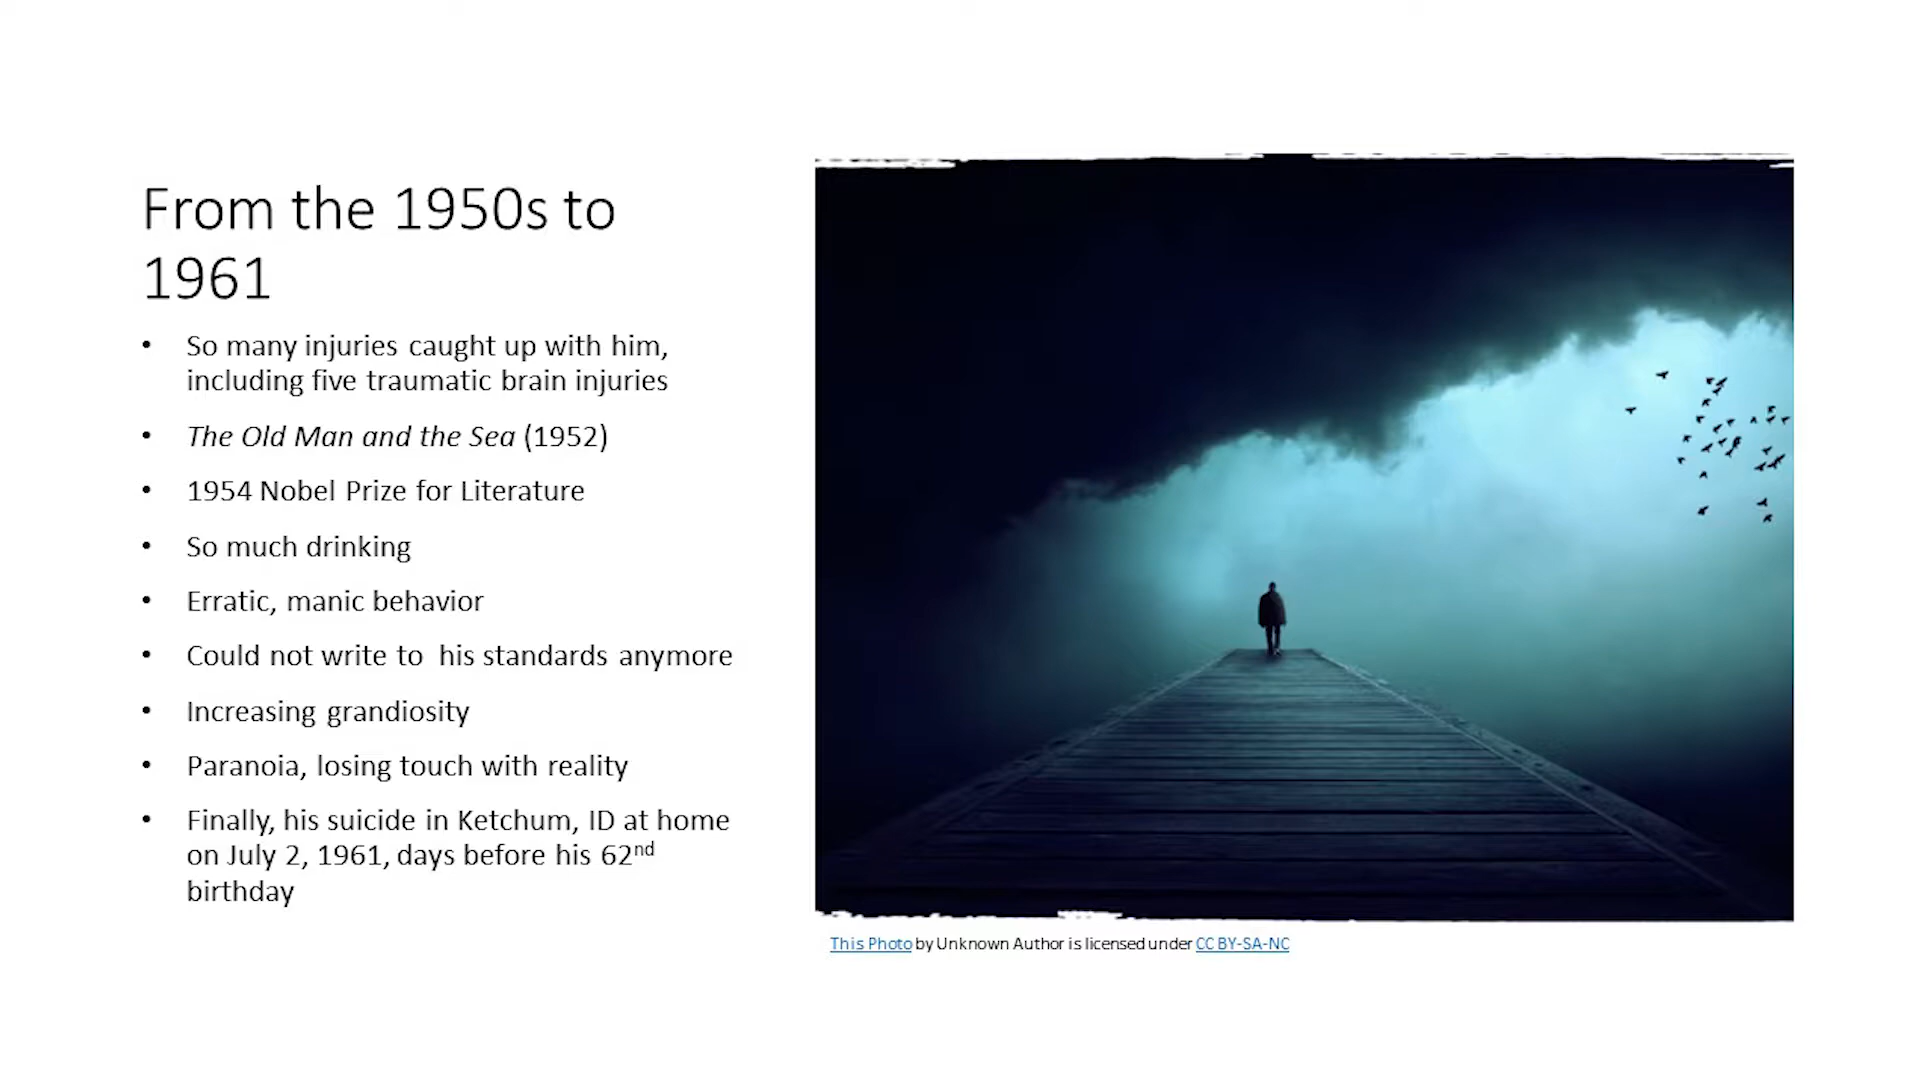 From the 1950s to
1961
• So many injuries caught up with him,
including five traumatic brain injuries
• The Old Man and the Sea (1952)
• 1954 Nobel Prize for Literature
• So much drinking
• Erratic, manic behavior
• Could not write to his standards anymore
• Increasing grandiosity
• Paranoia, losing touch with reality
• Finally, his suicide in Ketchum, ID at home
on July 2, 1961, days before his 62nd
birthday
This Photo by Unknown Author is licensed under CC BY-SA-NC